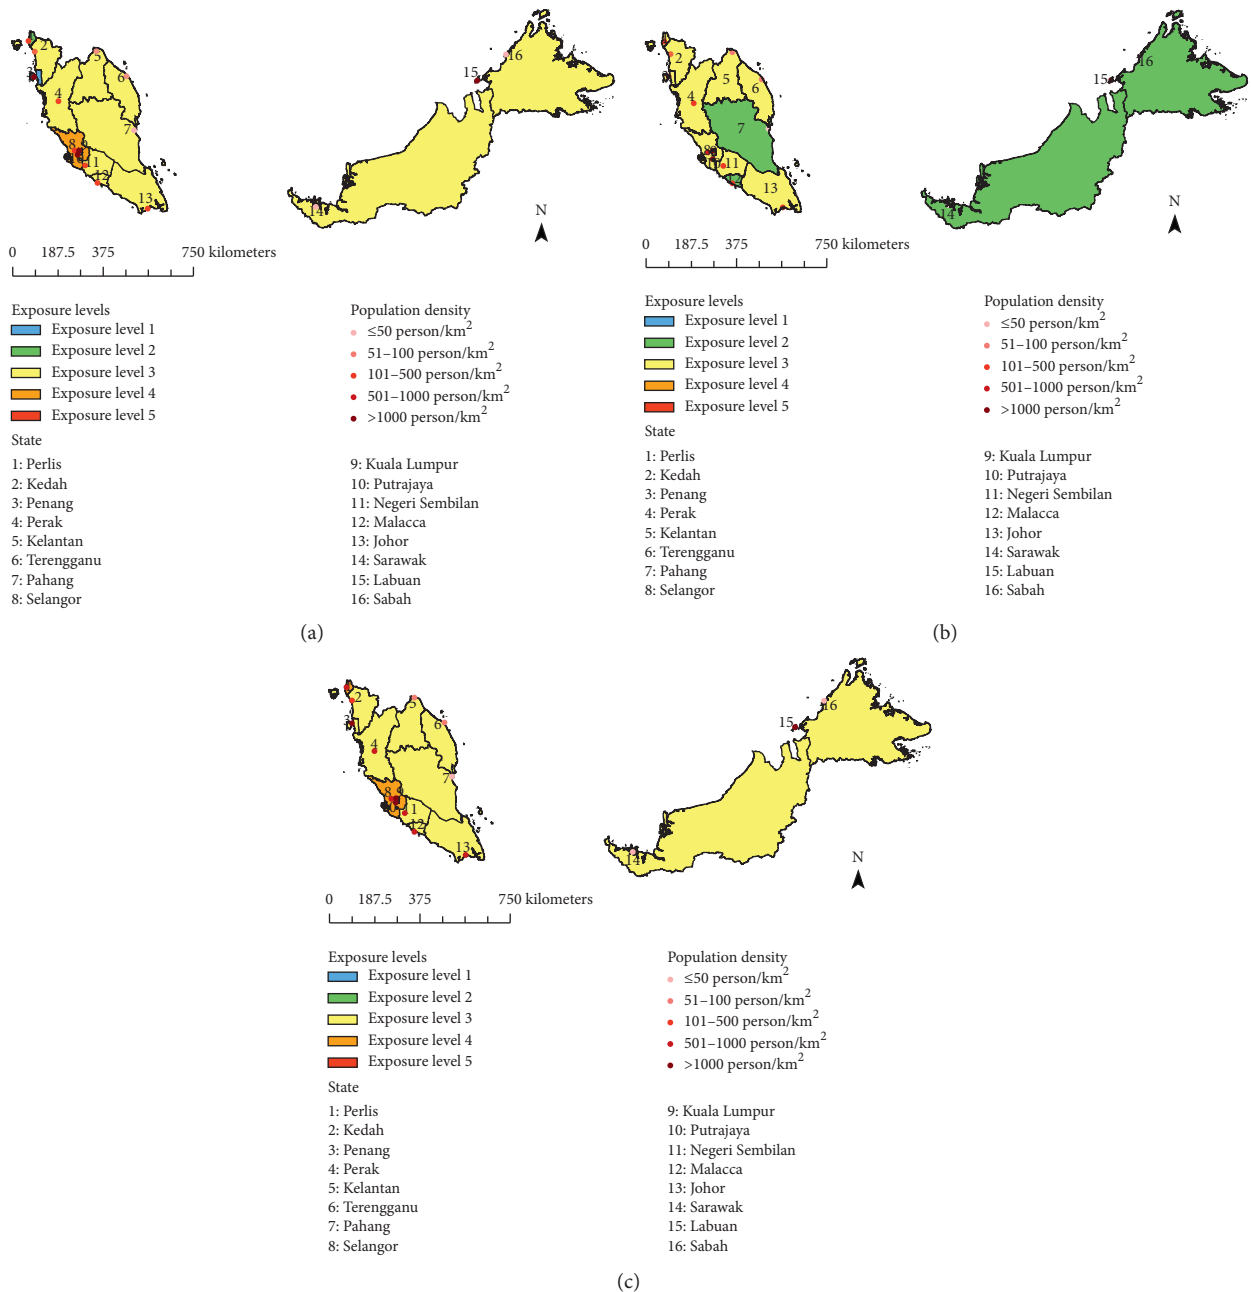 2
3
4
5
6
7
8
9
11
12
13
14
15
16
N
0 187.5 375 750 kilometers
Exposure levels
Exposure level 1
Exposure level 2
Exposure level 3
Exposure level 4
Exposure level 5
Population density
≤50 person/km2
51–100 person/km2
101–500 person/km2
501–1000 person/km2
>1000 person/km2
State
1: Perlis
2: Kedah
3: Penang
4: Perak
5: Kelantan
6: Terengganu
7: Pahang
8: Selangor
9: Kuala Lumpur
10: Putrajaya
11: Negeri Sembilan
12: Malacca
13: Johor
14: Sarawak
15: Labuan
16: Sabah
(a)
2
4
5
6
7
8
11
13
14
15
16
N
0 187.5 375 750 kilometers
Exposure levels
Exposure level 1
Exposure level 2
Exposure level 3
Exposure level 4
Exposure level 5
Population density
≤50 person/km2
51–100 person/km2
101–500 person/km2
501–1000 person/km2
>1000 person/km2
State
1: Perlis
2: Kedah
3: Penang
4: Perak
5: Kelantan
6: Terengganu
7: Pahang
8: Selangor
9: Kuala Lumpur
10: Putrajaya
11: Negeri Sembilan
12: Malacca
13: Johor
14: Sarawak
15: Labuan
16: Sabah
(b)
2
3
4
5
6
7
8
9
11
12
13
14
15
16
N
0 187.5 375 750 kilometers
Exposure levels
Exposure level 1
Exposure level 2
Exposure level 3
Exposure level 4
Exposure level 5
Population density
≤50 person/km2
51–100 person/km2
101–500 person/km2
501–1000 person/km2
>1000 person/km2
State
1: Perlis
2: Kedah
3: Penang
4: Perak
5: Kelantan
6: Terengganu
7: Pahang
8: Selangor
9: Kuala Lumpur
10: Putrajaya
11: Negeri Sembilan
12: Malacca
13: Johor
14: Sarawak
15: Labuan
16: Sabah
(c)